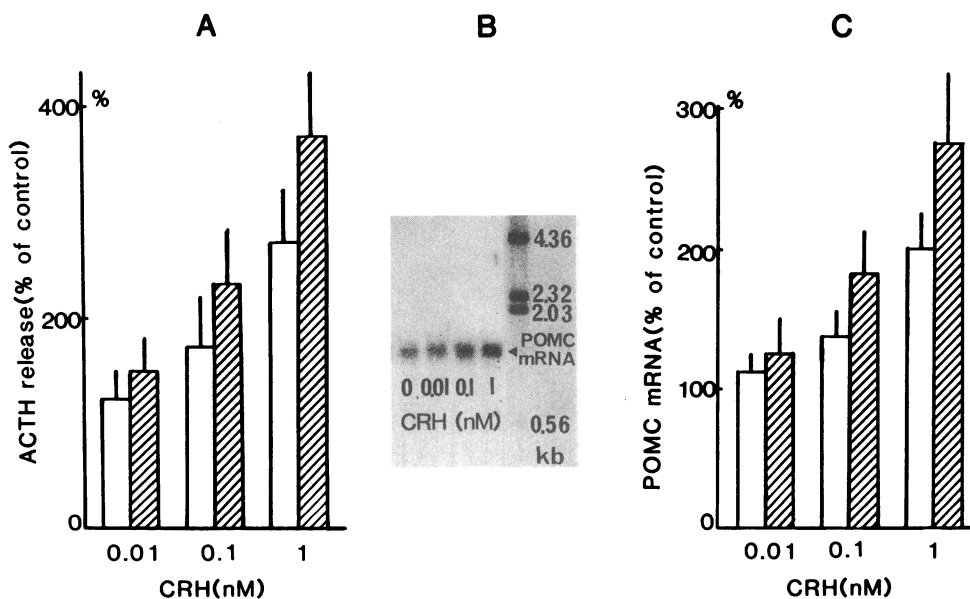 A
B
C
%
400
200
0
ACTH release(% of control)
0.01 0.1 1
CRH(nM)
4.36
2.32
2.03
POMC
mRNA
0 0.01 0.1 1
CRH (nM)
0.56
kb
%
300
200
100
0
POMC mRNA(% of control)
0.01 0.1 1
CRH(nM)